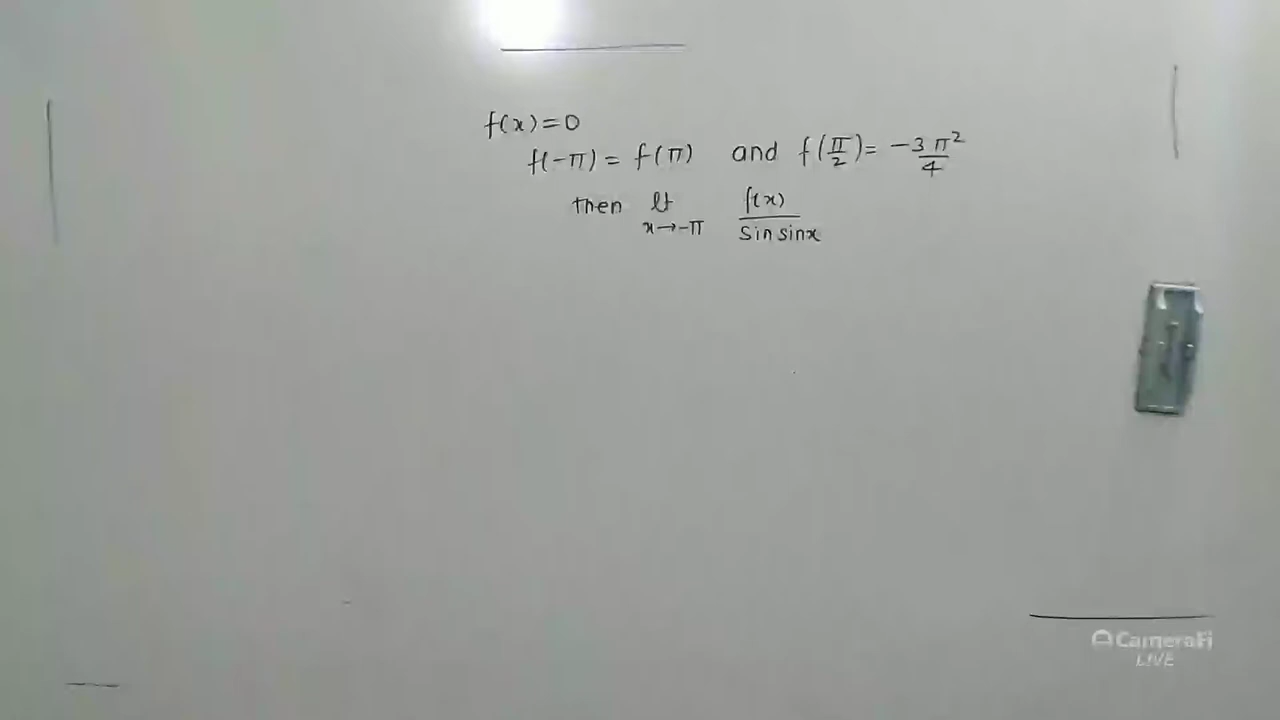 f(x)=0
f(-π) = f(π) and f(π/2)= -3π²/4
then lt x→-π f(x)/sin sinx
CameraFi
LIVE